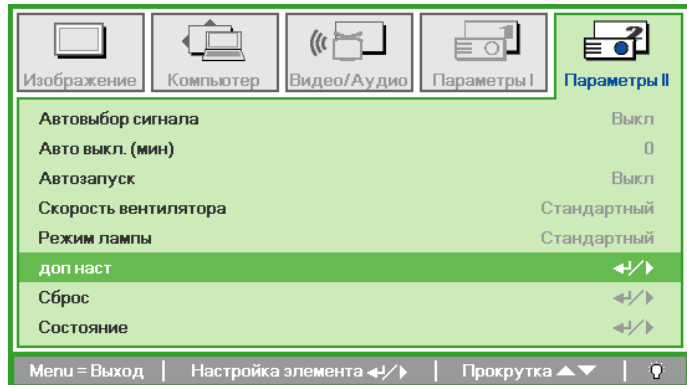 Изображение
Компьютер
Видео/Аудио
Параметры I
Параметры II
Автовыбор сигнала Выкл
Авто выкл. (мин) 0
Автозапуск Выкл
Скорость вентилятора Стандартный
Режим лампы Стандартный
доп наст
Сброс
Состояние
Menu = Выход | Настройка элемента | Прокрутка